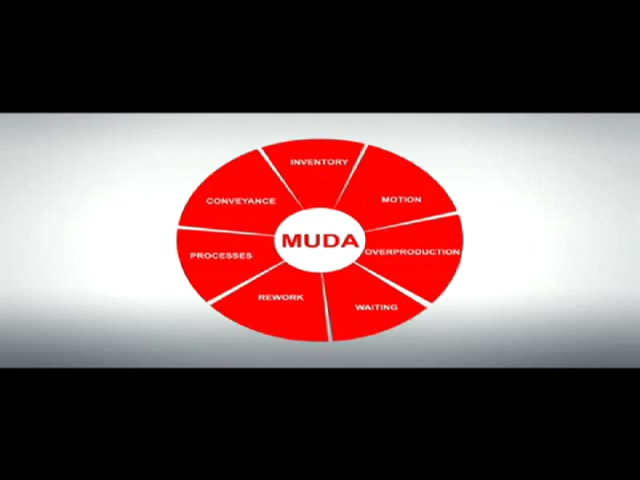 INVENTORY
MOTION
CONVEYANCE
MUDA
OVERPRODUCTION
PROCESSES
REWORK
WAITING